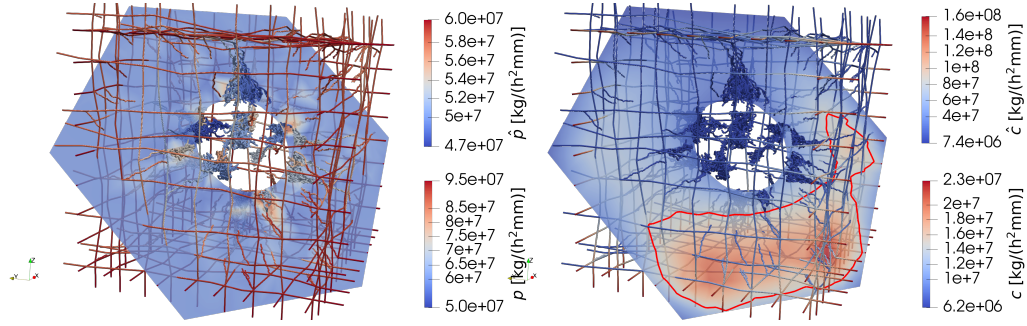 6.0e+07
5.8e+7
5.6e+7
5.4e+7
5.2e+7
5e+7
4.7e+07
p̂ [kg/(h²mm)]
9.5e+07
8.5e+7
8e+7
7.5e+7
7e+7
6.5e+7
6e+7
5.0e+07
p [kg/(h²mm)]
Z
Y
X
1.6e+08
1.4e+8
1.2e+8
1e+8
8e+7
6e+7
4e+7
7.4e+06
ĉ [kg/(h²mm)]
2.3e+07
2e+7
1.8e+7
1.6e+7
1.4e+7
1.2e+7
1e+7
6.2e+06
c [kg/(h²mm)]
Z
X